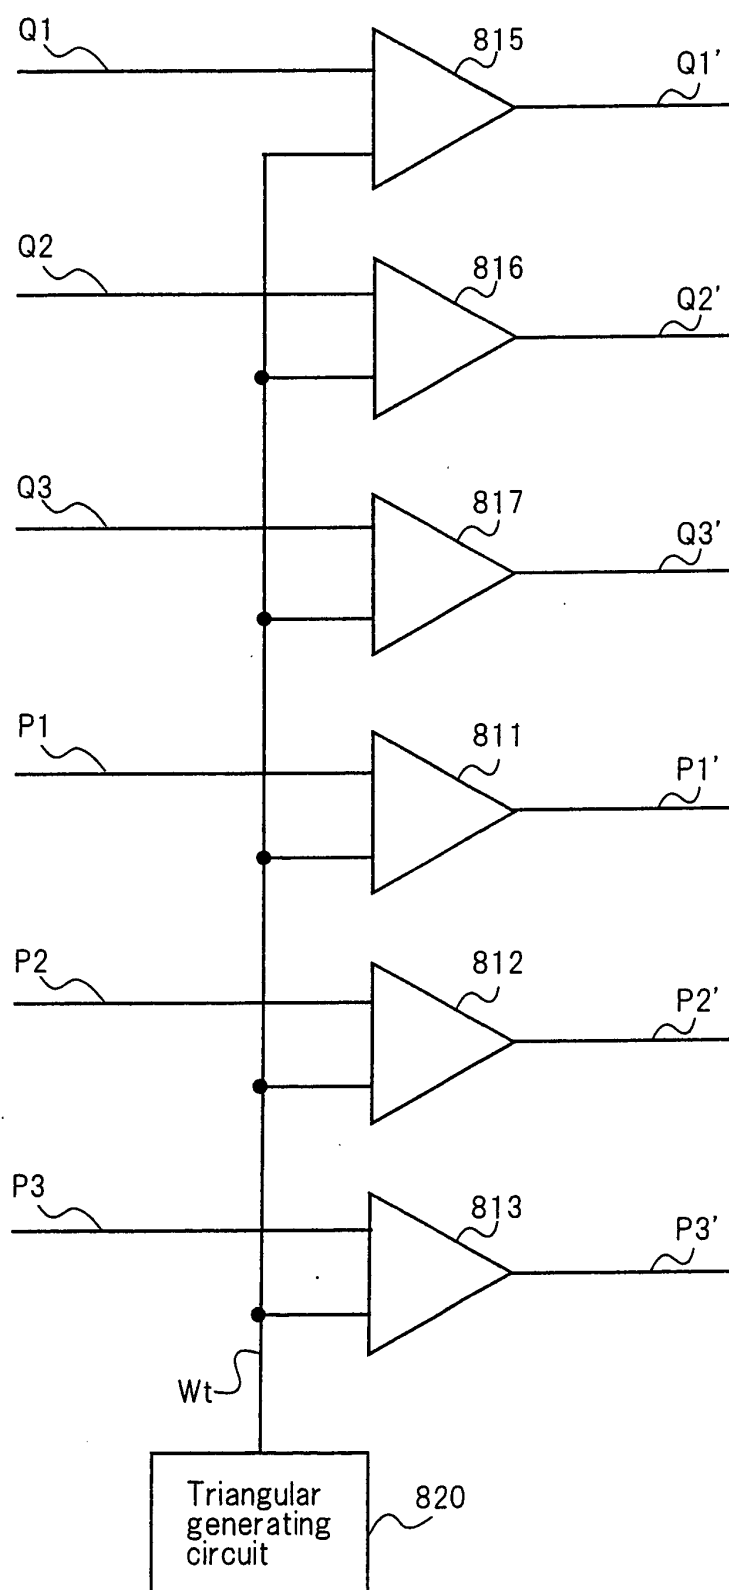 Q1
815
Q1'
Q2
816
Q2'
Q3
817
Q3'
P1
811
P1'
P2
812
P2'
P3
813
P3'
Wt
Triangular
generating
circuit
820